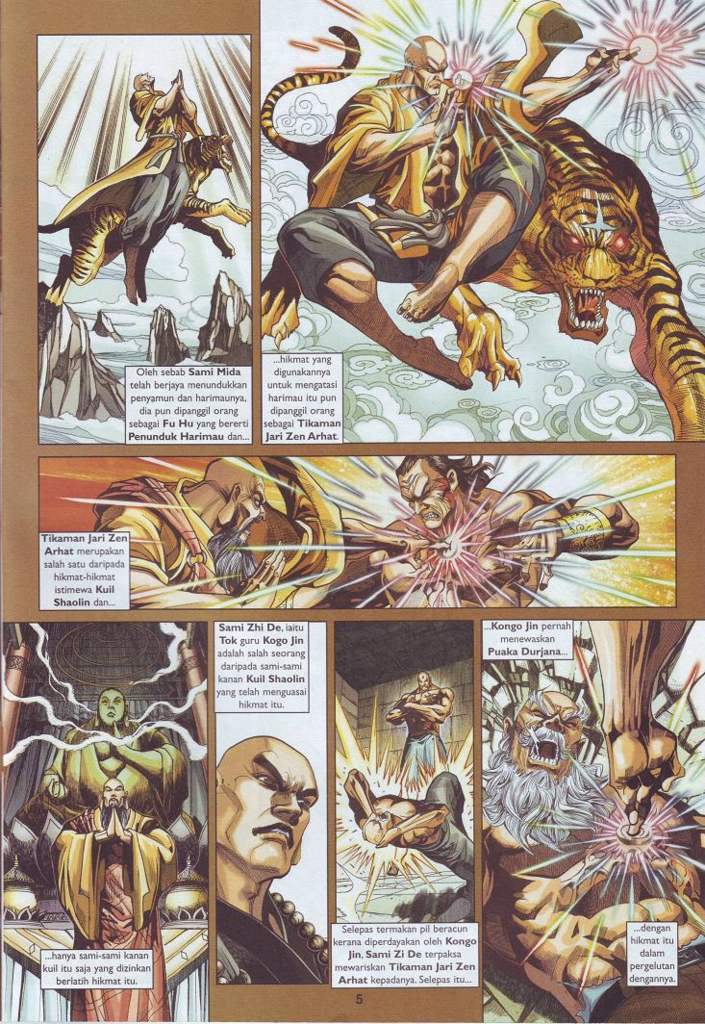 Oleh sebab Sami Mida
telah berjaya menundukkan
penyamun dan harimaunya,
dia pun dipanggil orang
sebagai Fu Hu yang bererti
Penunduk Harimau dan...
...hikmat yang
digunakannya
untuk mengatasi
harimau itu pun
dipanggil orang
sebagai Tikaman
Jari Zen Arhat.
Tikaman Jari Zen
Arhat merupakan
salah satu daripada
hikmat-hikmat
istimewa Kuil
Shaolin dan...
...hanya sami-sami kanan
kuil itu saja yang dizinkan
berlatih hikmat itu.
Sami Zhi De, iaitu
Tok guru Kogo Jin
adalah salah seorang
daripada sami-sami
kanan Kuil Shaolin
yang telah menguasai
hikmat itu.
Selepas termakan pil beracun
kerana diperdayakan oleh Kongo
Jin, Sami Zi De terpaksa
mewariskan Tikaman Jari Zen
Arhat kepadanya. Selepas itu...
...Kongo Jin pernah
menewaskan
Puaka Durjana...
...dengan
hikmat itu
dalam
pergelutan
dengannya.
5